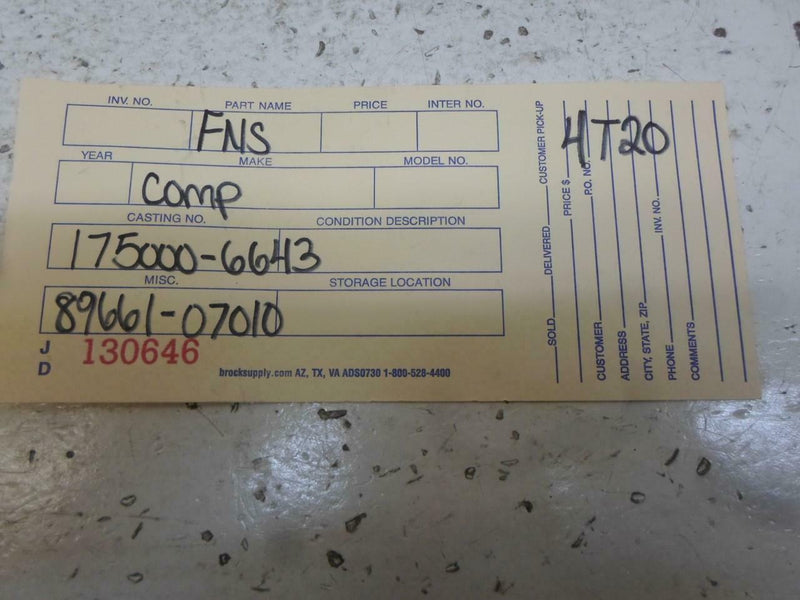 INV. NO. PART NAME PRICE INTER NO.
FNS
YEAR MAKE MODEL NO.
Comp
CASTING NO. CONDITION DESCRIPTION
175000-6643
MISC. STORAGE LOCATION
89661-07010
J D 130646
brocksupply.com AZ, TX, VA ADS0730 1-800-528-4400
4T20
SOLD DELIVERED CUSTOMER PICK-UP
PRICE $
P.O. NO.
CUSTOMER
ADDRESS
CITY, STATE, ZIP
PHONE INV. NO.
COMMENTS